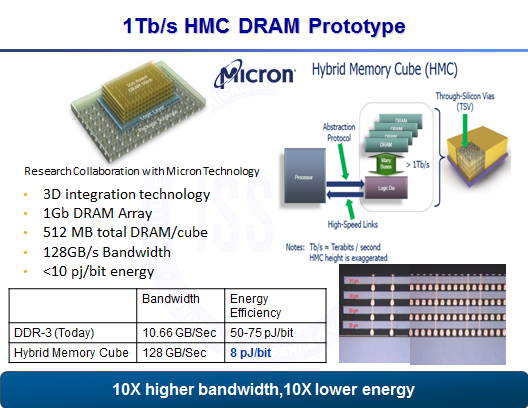 1Tb/s HMC DRAM Prototype
Micron
Hybrid Memory Cube (HMC)
Through-Silicon Vias
(TSV)
Abstraction
Protocol
DRAM
DRAM
DRAM
DRAM
Many
Buses
> 1Tb/s
Processor
Logic Die
High-Speed Links
Notes: Tb/s = Terabits / second
HMC height is exaggerated
Logic Layer
Package Substrate
Research Collaboration with Micron Technology
• 3D integration technology
• 1Gb DRAM Array
• 512 MB total DRAM/cube
• 128GB/s Bandwidth
• <10 pj/bit energy
Bandwidth Energy Efficiency
DDR-3 (Today) 10.66 GB/Sec 50-75 pJ/bit
Hybrid Memory Cube 128 GB/Sec 8 pJ/bit
10X higher bandwidth,10X lower energy